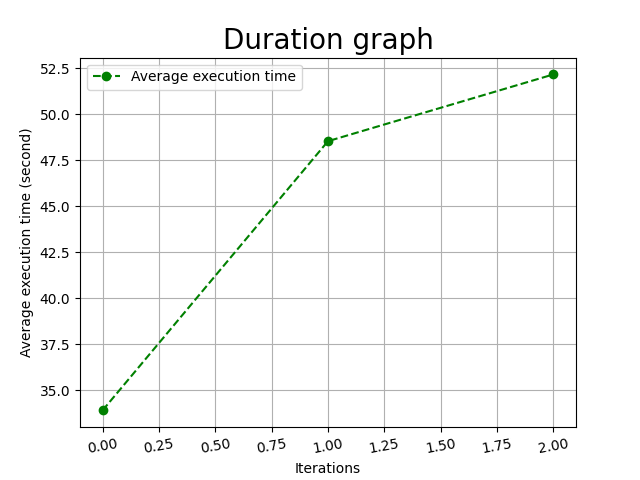 Duration graph
Average execution time
52.5
50.0
47.5
45.0
42.5
40.0
37.5
35.0
Average execution time (second)
0.00 0.25 0.50 0.75 1.00 1.25 1.50 1.75 2.00
Iterations